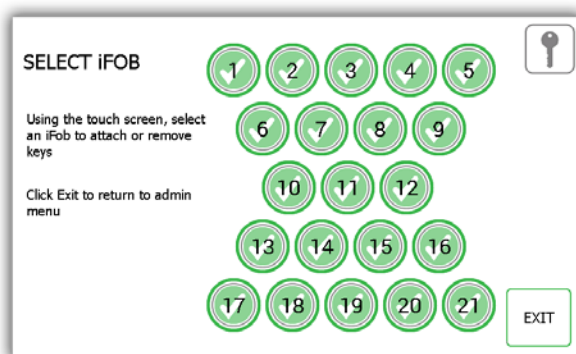 SELECT iFOB
Using the touch screen, select
an iFob to attach or remove
keys
Click Exit to return to admin
menu
1 2 3 4 5
6 7 8 9
10 11 12
13 14 15 16
17 18 19 20 21
EXIT